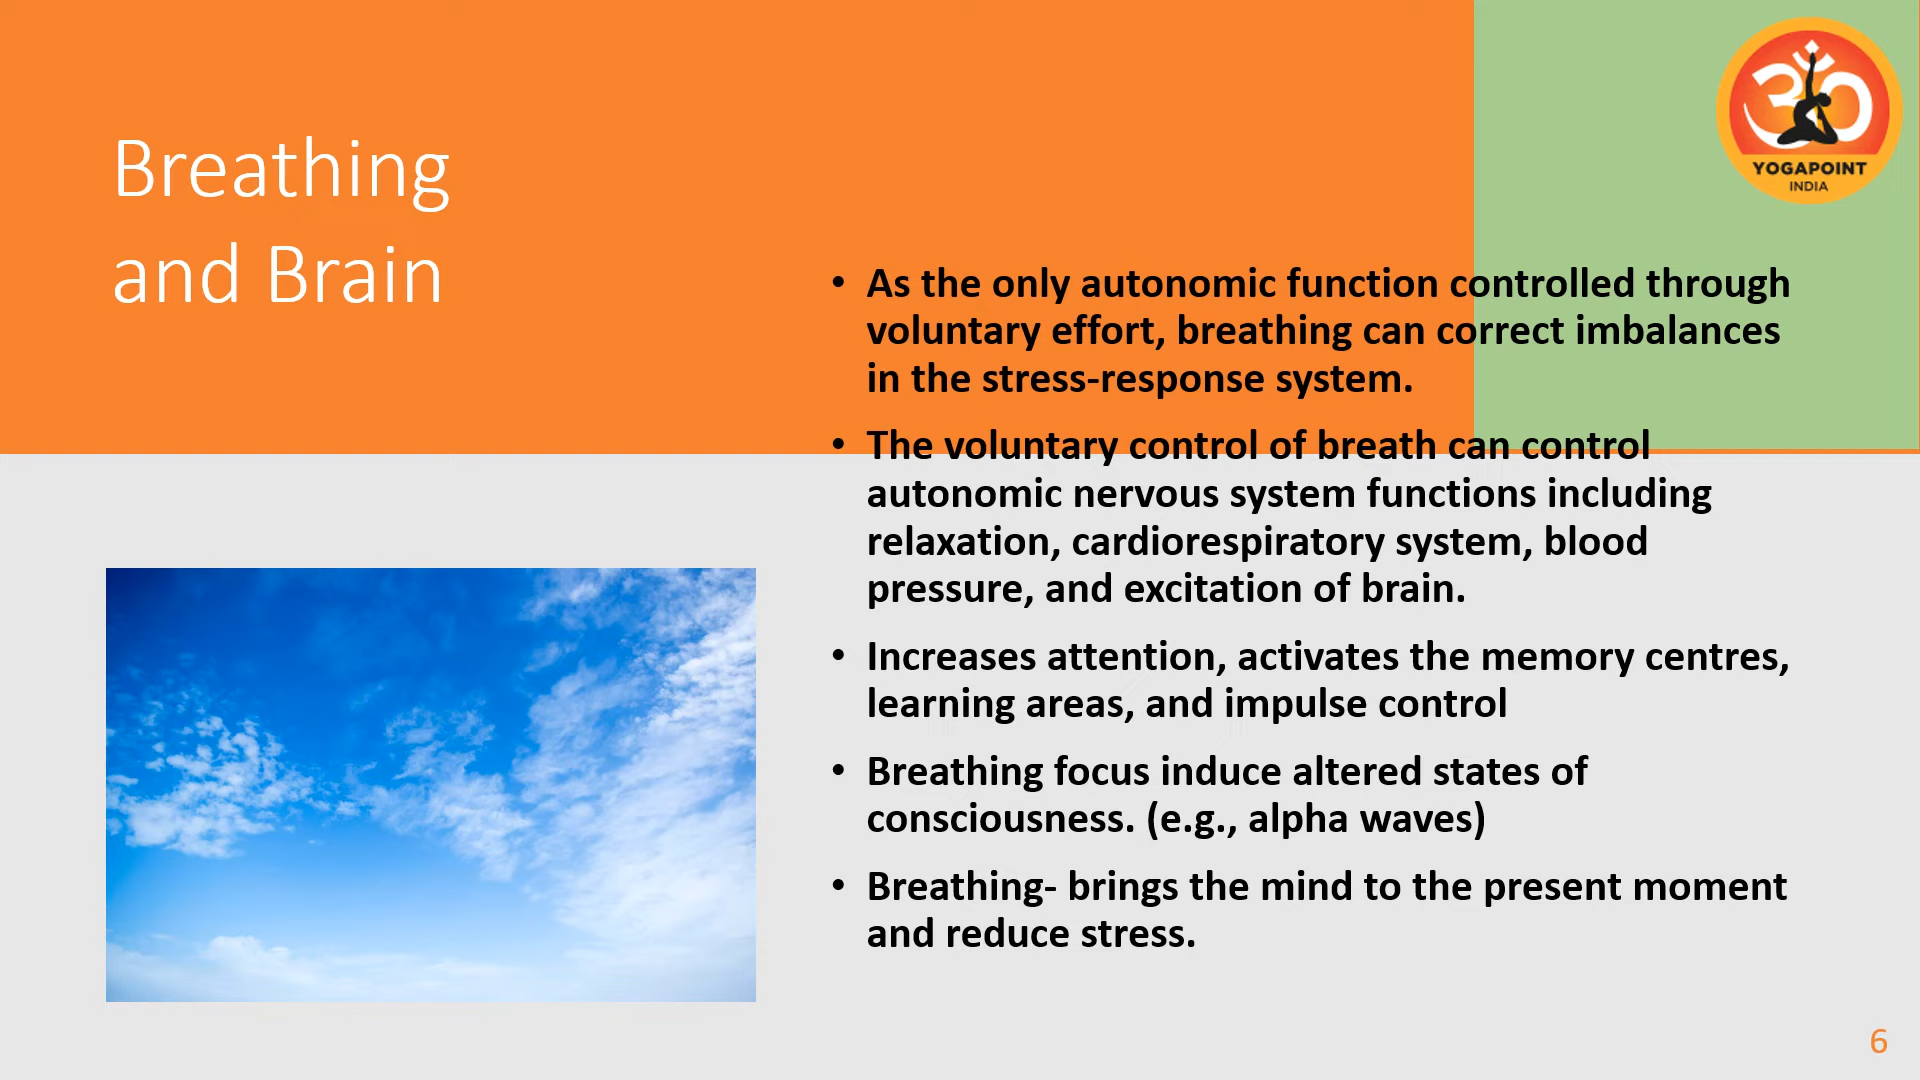 Breathing
and Brain
YOGAPOINT
INDIA
• As the only autonomic function controlled through
voluntary effort, breathing can correct imbalances
in the stress-response system.
• The voluntary control of breath can control
autonomic nervous system functions including
relaxation, cardiorespiratory system, blood
pressure, and excitation of brain.
• Increases attention, activates the memory centres,
learning areas, and impulse control
• Breathing focus induce altered states of
consciousness. (e.g., alpha waves)
• Breathing- brings the mind to the present moment
and reduce stress.
6